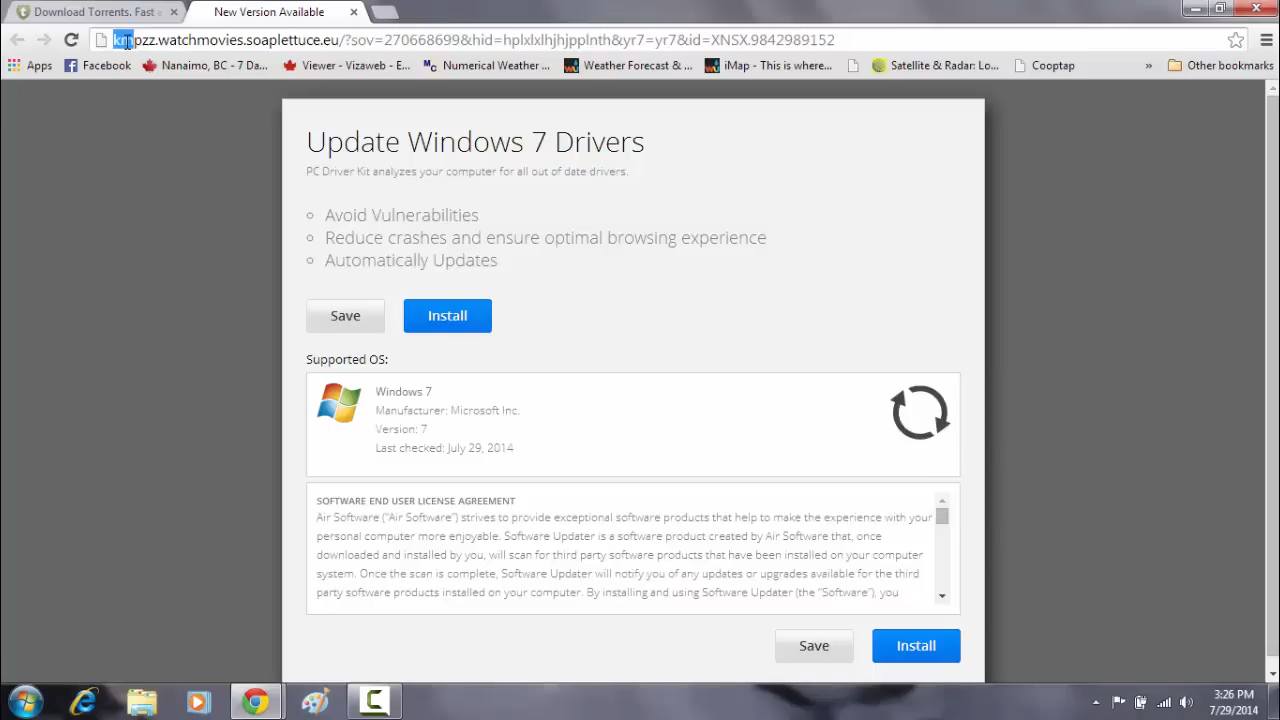 Download Torrents. Fast
New Version Available
pzz.watchmovies.soaplettuce.eu/?sov=270668699&hid=hplxlxlhjhjpplnth&yr7=yr7&id=XNSX.9842989152
Apps
Facebook
Nanaimo, BC - 7 Da...
Viewer - Vizaweb - E...
Mc Numerical Weather ...
Weather Forecast & ...
iMap - This is where...
Satellite & Radar: Lo...
Cooptap
»
Other bookmarks
Update Windows 7 Drivers
PC Driver Kit analyzes your computer for all out of date drivers.
Avoid Vulnerabilities
Reduce crashes and ensure optimal browsing experience
Automatically Updates
Save
Install
Supported OS:
Windows 7
Manufacturer: Microsoft Inc.
Version: 7
Last checked: July 29, 2014
SOFTWARE END USER LICENSE AGREEMENT
Air Software ("Air Software") strives to provide exceptional software products that help to make the experience with your
personal computer more enjoyable. Software Updater is a software product created by Air Software that, once
downloaded and installed by you, will scan for third party software products that have been installed on your computer
system. Once the scan is complete, Software Updater will notify you of any updates or upgrades available for the third
party software products installed on your computer. By installing and using Software Updater (the "Software"), you
Save
Install
3:26 PM
7/29/2014